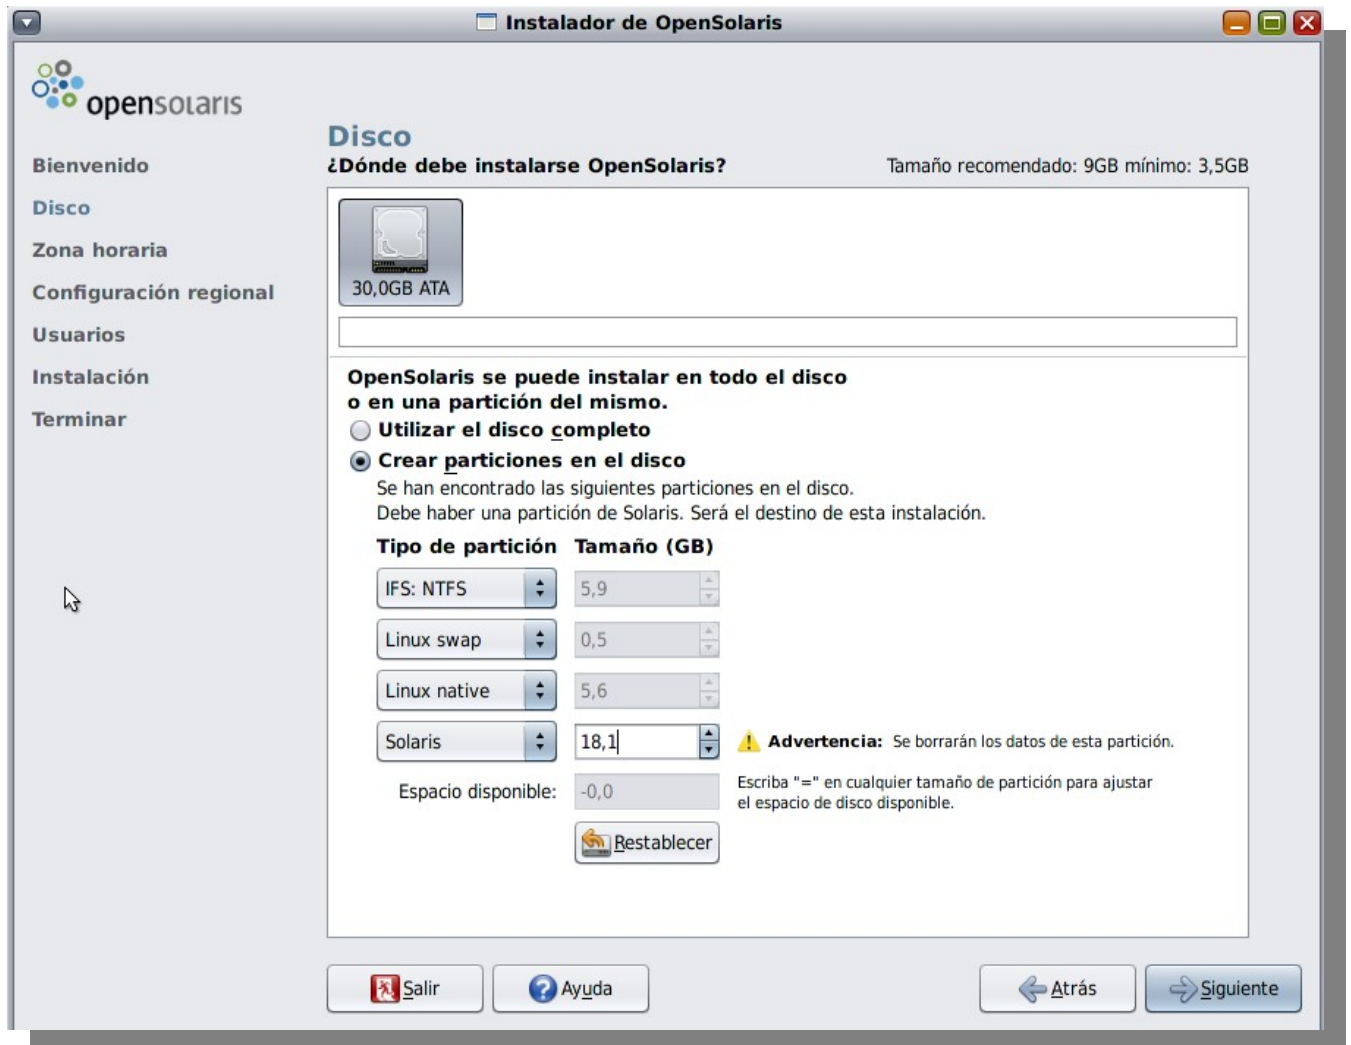 Instalador de OpenSolaris
opensolaris
Bienvenido
Disco
Zona horaria
Configuración regional
Usuarios
Instalación
Terminar
Disco
¿Dónde debe instalarse OpenSolaris?
Tamaño recomendado: 9GB mínimo: 3,5GB
30,0GB ATA
OpenSolaris se puede instalar en todo el disco
o en una partición del mismo.
Utilizar el disco completo
Crear particiones en el disco
Se han encontrado las siguientes particiones en el disco.
Debe haber una partición de Solaris. Será el destino de esta instalación.
Tipo de partición Tamaño (GB)
IFS: NTFS 5,9
Linux swap 0,5
Linux native 5,6
Solaris 18,1 Advertencia: Se borrarán los datos de esta partición.
Espacio disponible: -0,0
Escriba "=" en cualquier tamaño de partición para ajustar
el espacio de disco disponible.
Restablecer
Salir Ayuda Atrás Siguiente